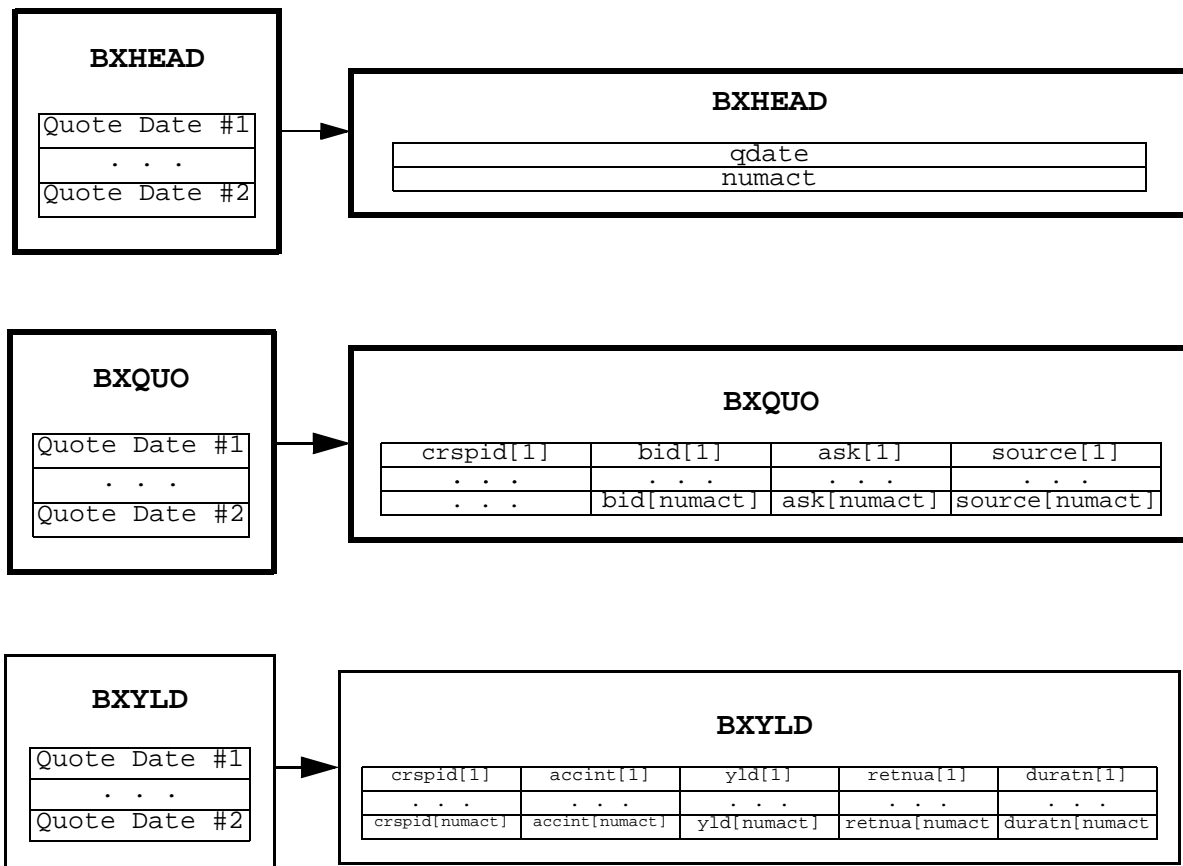 BXHEAD
Quote Date #1
. . .
Quote Date #2
BXHEAD
qdate
numact
BXQUO
Quote Date #1
. . .
Quote Date #2
BXQUO
crspid[1] bid[1] ask[1] source[1]
. . . . . . . . . . . .
. . . bid[numact] ask[numact] source[numact]
BXYLD
Quote Date #1
. . .
Quote Date #2
BXYLD
crspid[1] accint[1] yld[1] retnua[1] duratn[1]
. . . . . . . . . . . . . . .
crspid[numact] accint[numact] yld[numact] retnua[numact duratn[numact